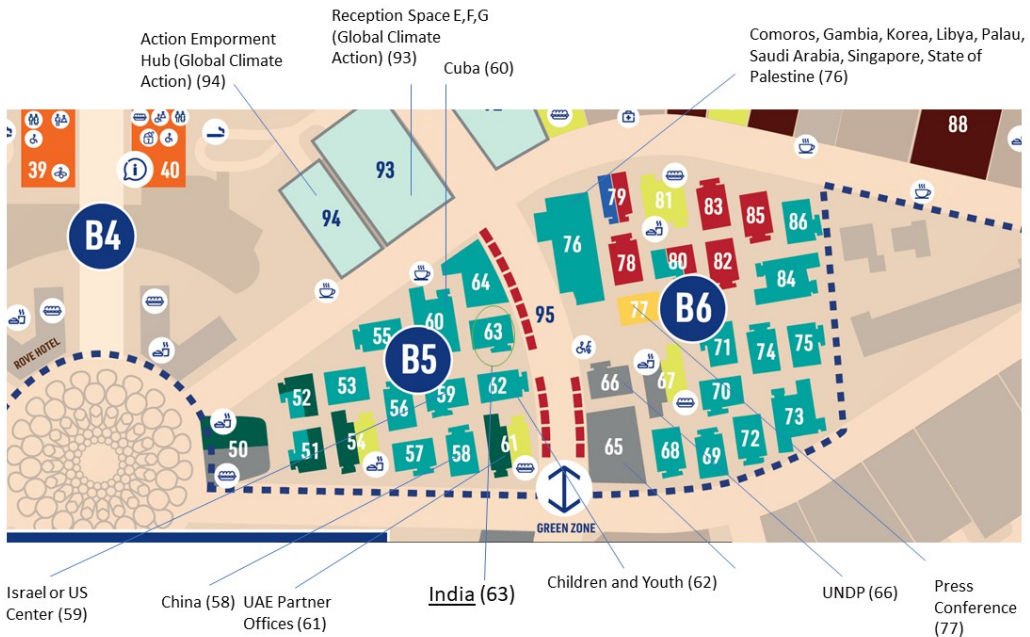 Reception Space E,F,G
(Global Climate
Action) (93)
Action Emporment
Hub (Global Climate
Action) (94)
Cuba (60)
Comoros, Gambia, Korea, Libya, Palau,
Saudi Arabia, Singapore, State of
Palestine (76)
39
40
88
93
94
B4
76
79
81
83
85
86
78
80
82
84
77
B6
64
95
63
60
55
B5
71
74
75
ROVE HOTEL
66
67
70
62
59
53
52
56
73
50
51
54
57
58
61
65
68
69
72
GREEN ZONE
Israel or US
Center (59)
China (58)
UAE Partner
Offices (61)
India (63)
Children and Youth (62)
UNDP (66)
Press
Conference
(77)